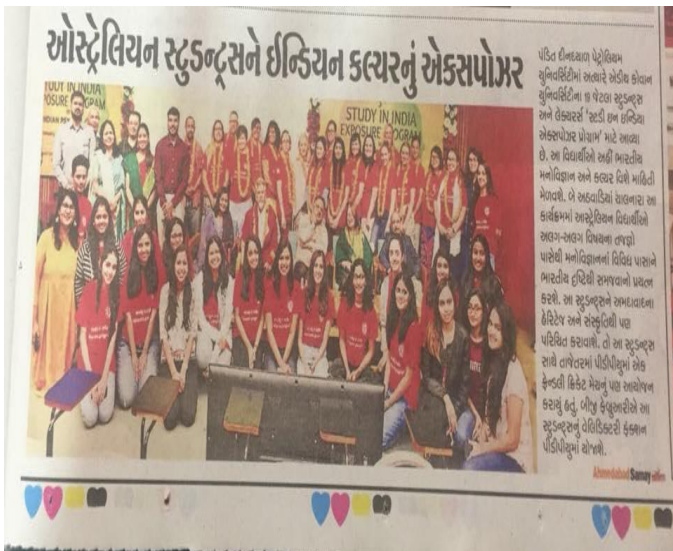 ઓસ્ટ્રેલિયન સ્ટુડન્ટ્સને ઈન્ડિયન કલ્ચરનું એક્સપોઝર
STUDY IN INDIA
EXPOSURE PROGRAM
STUDY IN INDIA
EXPOSURE PROGRAM
પંડિત દીનદયાળ પેટ્રોલિયમ
યુનિવર્સિટીમાં અત્યારે એડીથ કોવાન
યુનિવર્સિટીના ૧૭ જેટલા સ્ટુડન્ટ્સ
અને લેક્ચરર્સ 'સ્ટડી ઇન ઇન્ડિયા
એક્સપોઝર પ્રોગ્રામ' માટે આવ્યા
છે. આ વિદ્યાર્થીઓ અહીં ભારતીય
મનોવિજ્ઞાન અને કલ્ચર વિશે માહિતી
મેળવશે. બે અઠવાડિયાં ચાલનારા આ
કાર્યક્રમમાં ઓસ્ટ્રેલિયન વિદ્યાર્થીઓ
અલગ-અલગ વિષયના તજજ્ઞો
પાસેથી મનોવિજ્ઞાનનાં વિવિધ પાસાને
ભારતીય દૃષ્ટિથી સમજવાનો પ્રયત્ન
કરશે. આ સ્ટુડન્ટ્સને અમદાવાદના
હેરિટેજ અને સંસ્કૃતિથી પણ
પરિચિત કરાવાશે. તો આ સ્ટુડન્ટ્સ
સાથે તાજેતરમાં પીડીપીયુમાં એક
ફ્રેન્ડલી ક્રિકેટ મેચનું પણ આયોજન
કરાયું હતું. બીજી ફેબ્રુઆરીએ આ
સ્ટુડન્ટ્સનું વેલિડિક્ટરી ફંક્શન
પીડીપીયુમાં યોજાશે.
Ahmedabad Samay